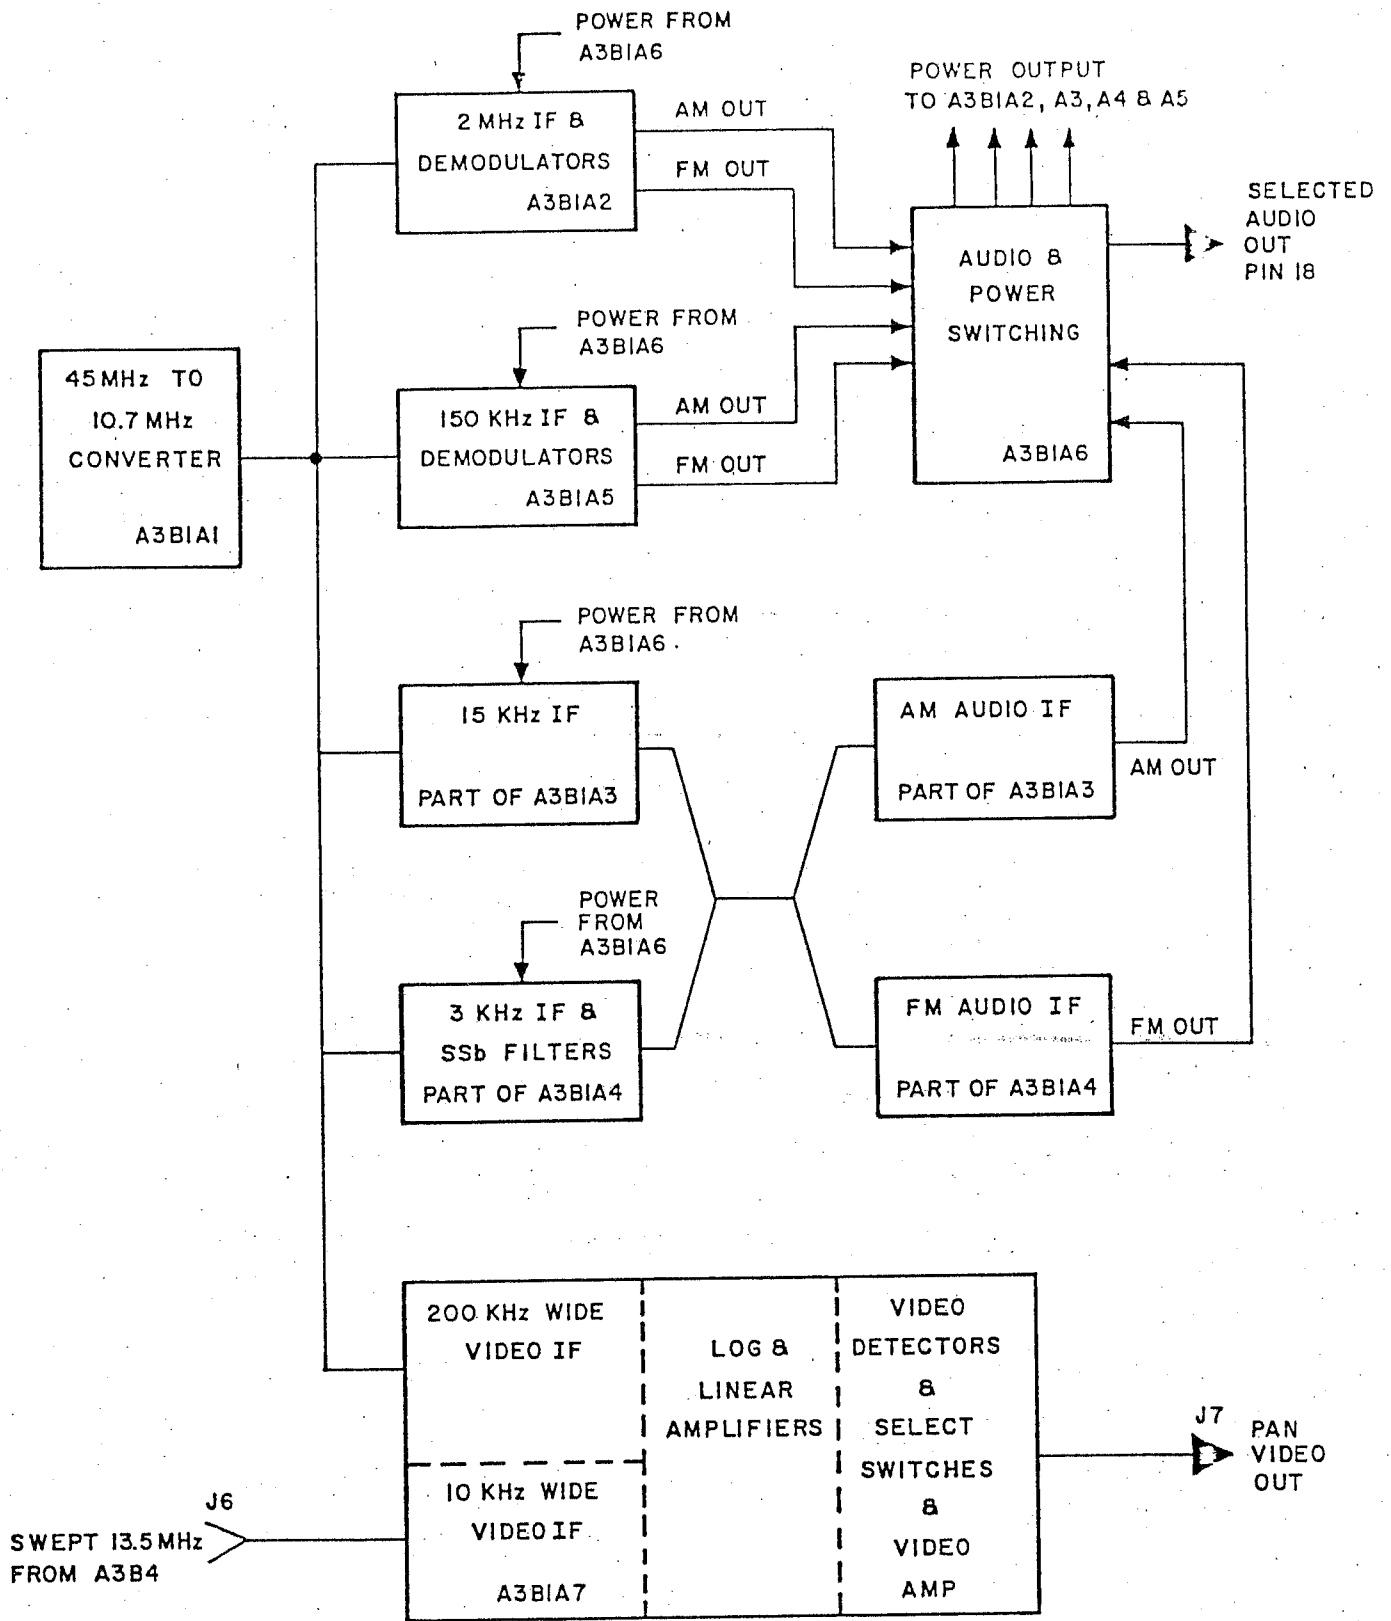 POWER FROM
A3B1A6
2 MHz IF &
DEMODULATORS
A3B1A2
AM OUT
FM OUT
POWER OUTPUT
TO A3B1A2, A3, A4 & A5
AUDIO &
POWER
SWITCHING
A3B1A6
SELECTED
AUDIO
OUT
PIN 18
45 MHz TO
10.7 MHz
CONVERTER
A3B1A1
POWER FROM
A3B1A6
150 KHz IF &
DEMODULATORS
A3B1A5
AM OUT
FM OUT
POWER FROM
A3B1A6.
15 KHz IF
PART OF A3B1A3
AM AUDIO IF
PART OF A3B1A3
AM OUT
POWER
FROM
A3B1A6
3 KHz IF &
SSb FILTERS
PART OF A3B1A4
FM AUDIO IF
PART OF A3B1A4
FM OUT
200 KHz WIDE
VIDEO IF
10 KHz WIDE
VIDEO IF
A3B1A7
LOG &
LINEAR
AMPLIFIERS
VIDEO
DETECTORS
&
SELECT
SWITCHES
&
VIDEO
AMP
J7
PAN
VIDEO
OUT
J6
SWEPT 13.5 MHz
FROM A3B4